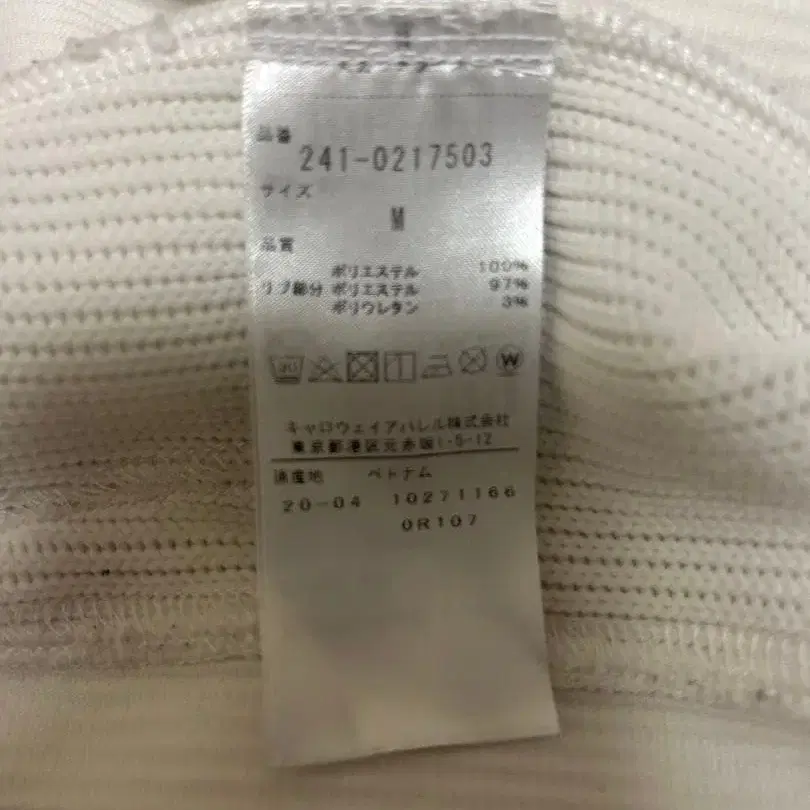 品番
241-0217503
サイズ
M
品質
ポリエステル 100%
リブ部分 ポリエステル 97%
ポリウレタン 3%
キャロウェイアパレル株式会社
東京都港区元赤坂1-5-12
原産地 ベトナム
20-04 10271166
0R107